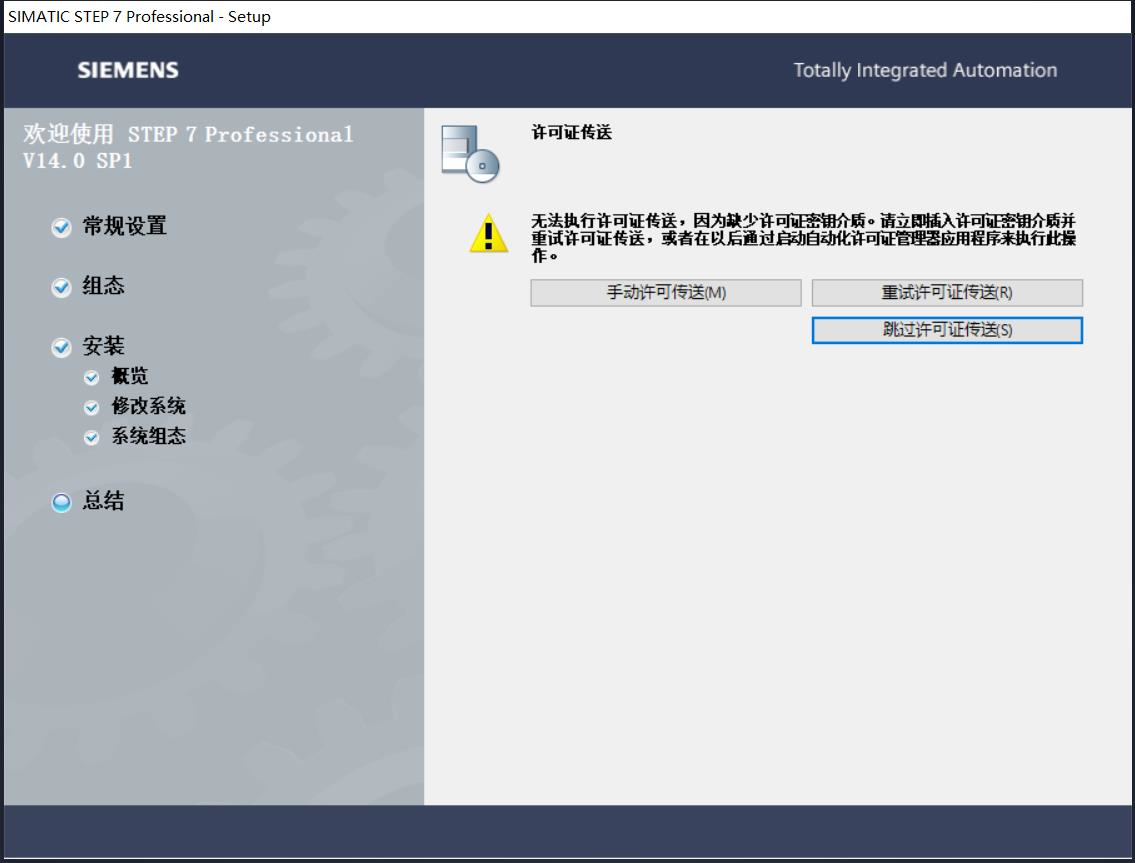 SIMATIC STEP 7 Professional - Setup
SIEMENS
Totally Integrated Automation
欢迎使用 STEP 7 Professional
V14.0 SP1
常规设置
组态
安装
概览
修改系统
系统组态
总结
许可证传送
无法执行许可证传送，因为缺少许可证密钥介质。请立即插入许可证密钥介质并
重试许可证传送，或者在以后通过启动自动化许可证管理器应用程序来执行此操
作。
手动许可传送(M)
重试许可证传送(R)
跳过许可证传送(S)